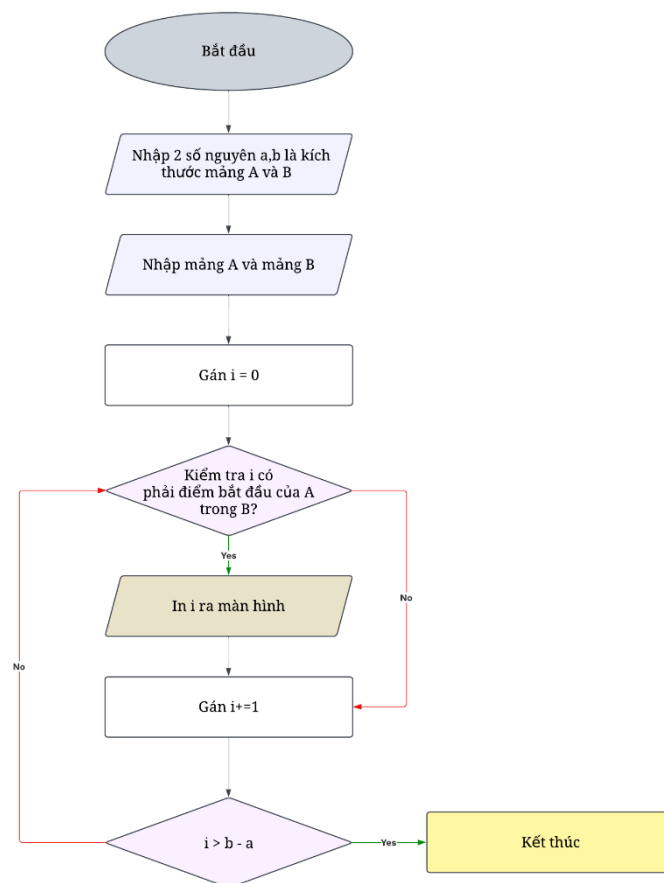 Bắt đầu
Nhập 2 số nguyên a,b là kích
thước mảng A và B
Nhập mảng A và mảng B
Gán i = 0
Kiểm tra i có
phải điểm bắt đầu của A
trong B?
Yes
No
In i ra màn hình
No
Gán i+=1
i > b - a
Yes
Kết thúc